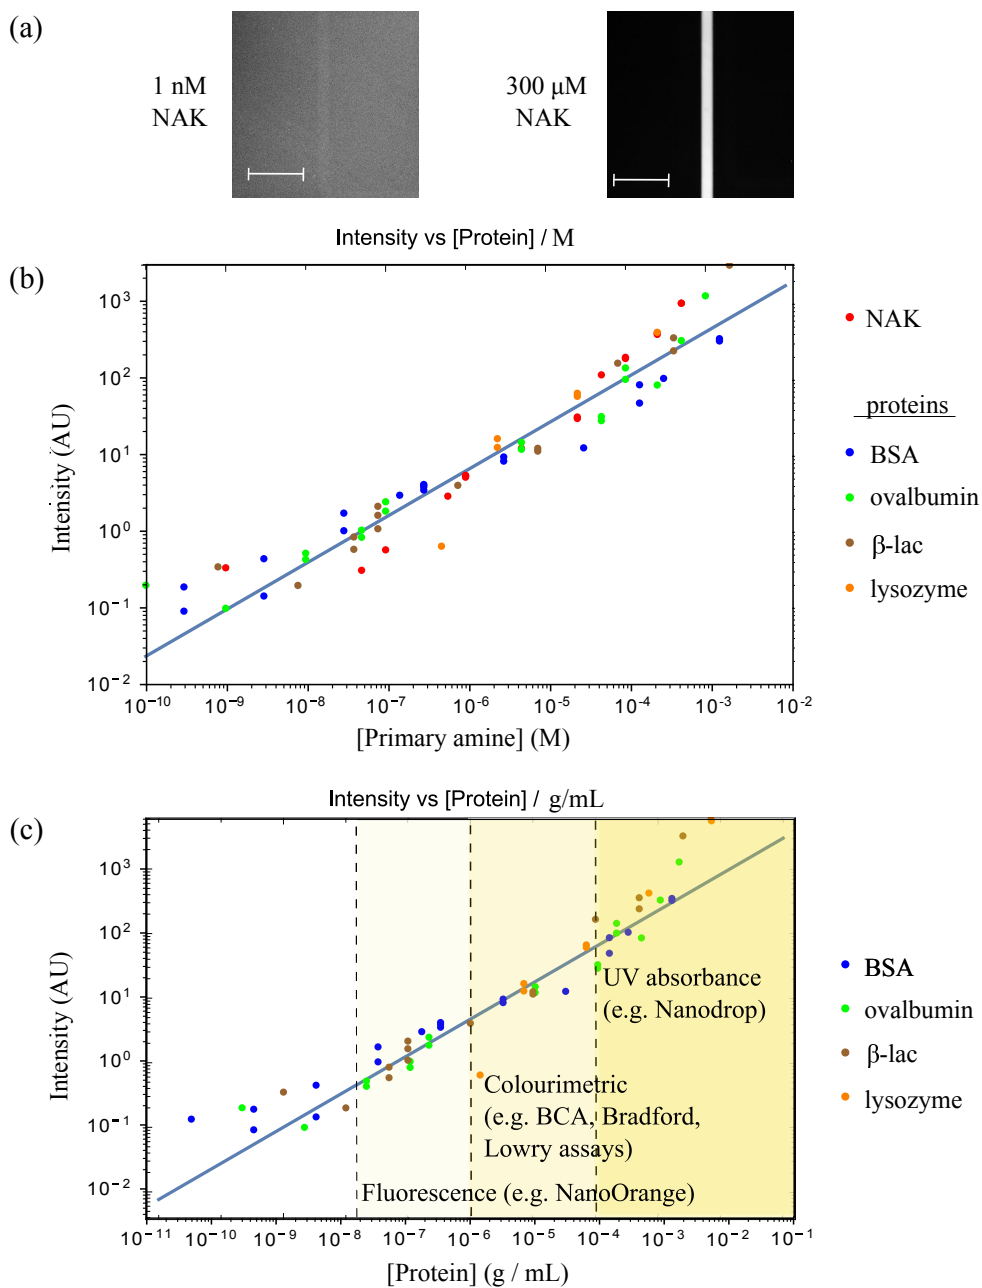 (a)
1 nM
NAK
300 μM
NAK
Intensity vs [Protein] / M
(b)
Intensity (AU)
10³
10²
10¹
10⁰
10⁻¹
10⁻²
10⁻¹⁰ 10⁻⁹ 10⁻⁸ 10⁻⁷ 10⁻⁶ 10⁻⁵ 10⁻⁴ 10⁻³ 10⁻²
[Primary amine] (M)
NAK
proteins
BSA
ovalbumin
β-lac
lysozyme
Intensity vs [Protein] / g/mL
(c)
Intensity (AU)
10³
10²
10¹
10⁰
10⁻¹
10⁻²
UV absorbance
(e.g. Nanodrop)
Colourimetric
(e.g. BCA, Bradford,
Lowry assays)
Fluorescence (e.g. NanoOrange)
10⁻¹¹ 10⁻¹⁰ 10⁻⁹ 10⁻⁸ 10⁻⁷ 10⁻⁶ 10⁻⁵ 10⁻⁴ 10⁻³ 10⁻² 10⁻¹
[Protein] (g / mL)
BSA
ovalbumin
β-lac
lysozyme